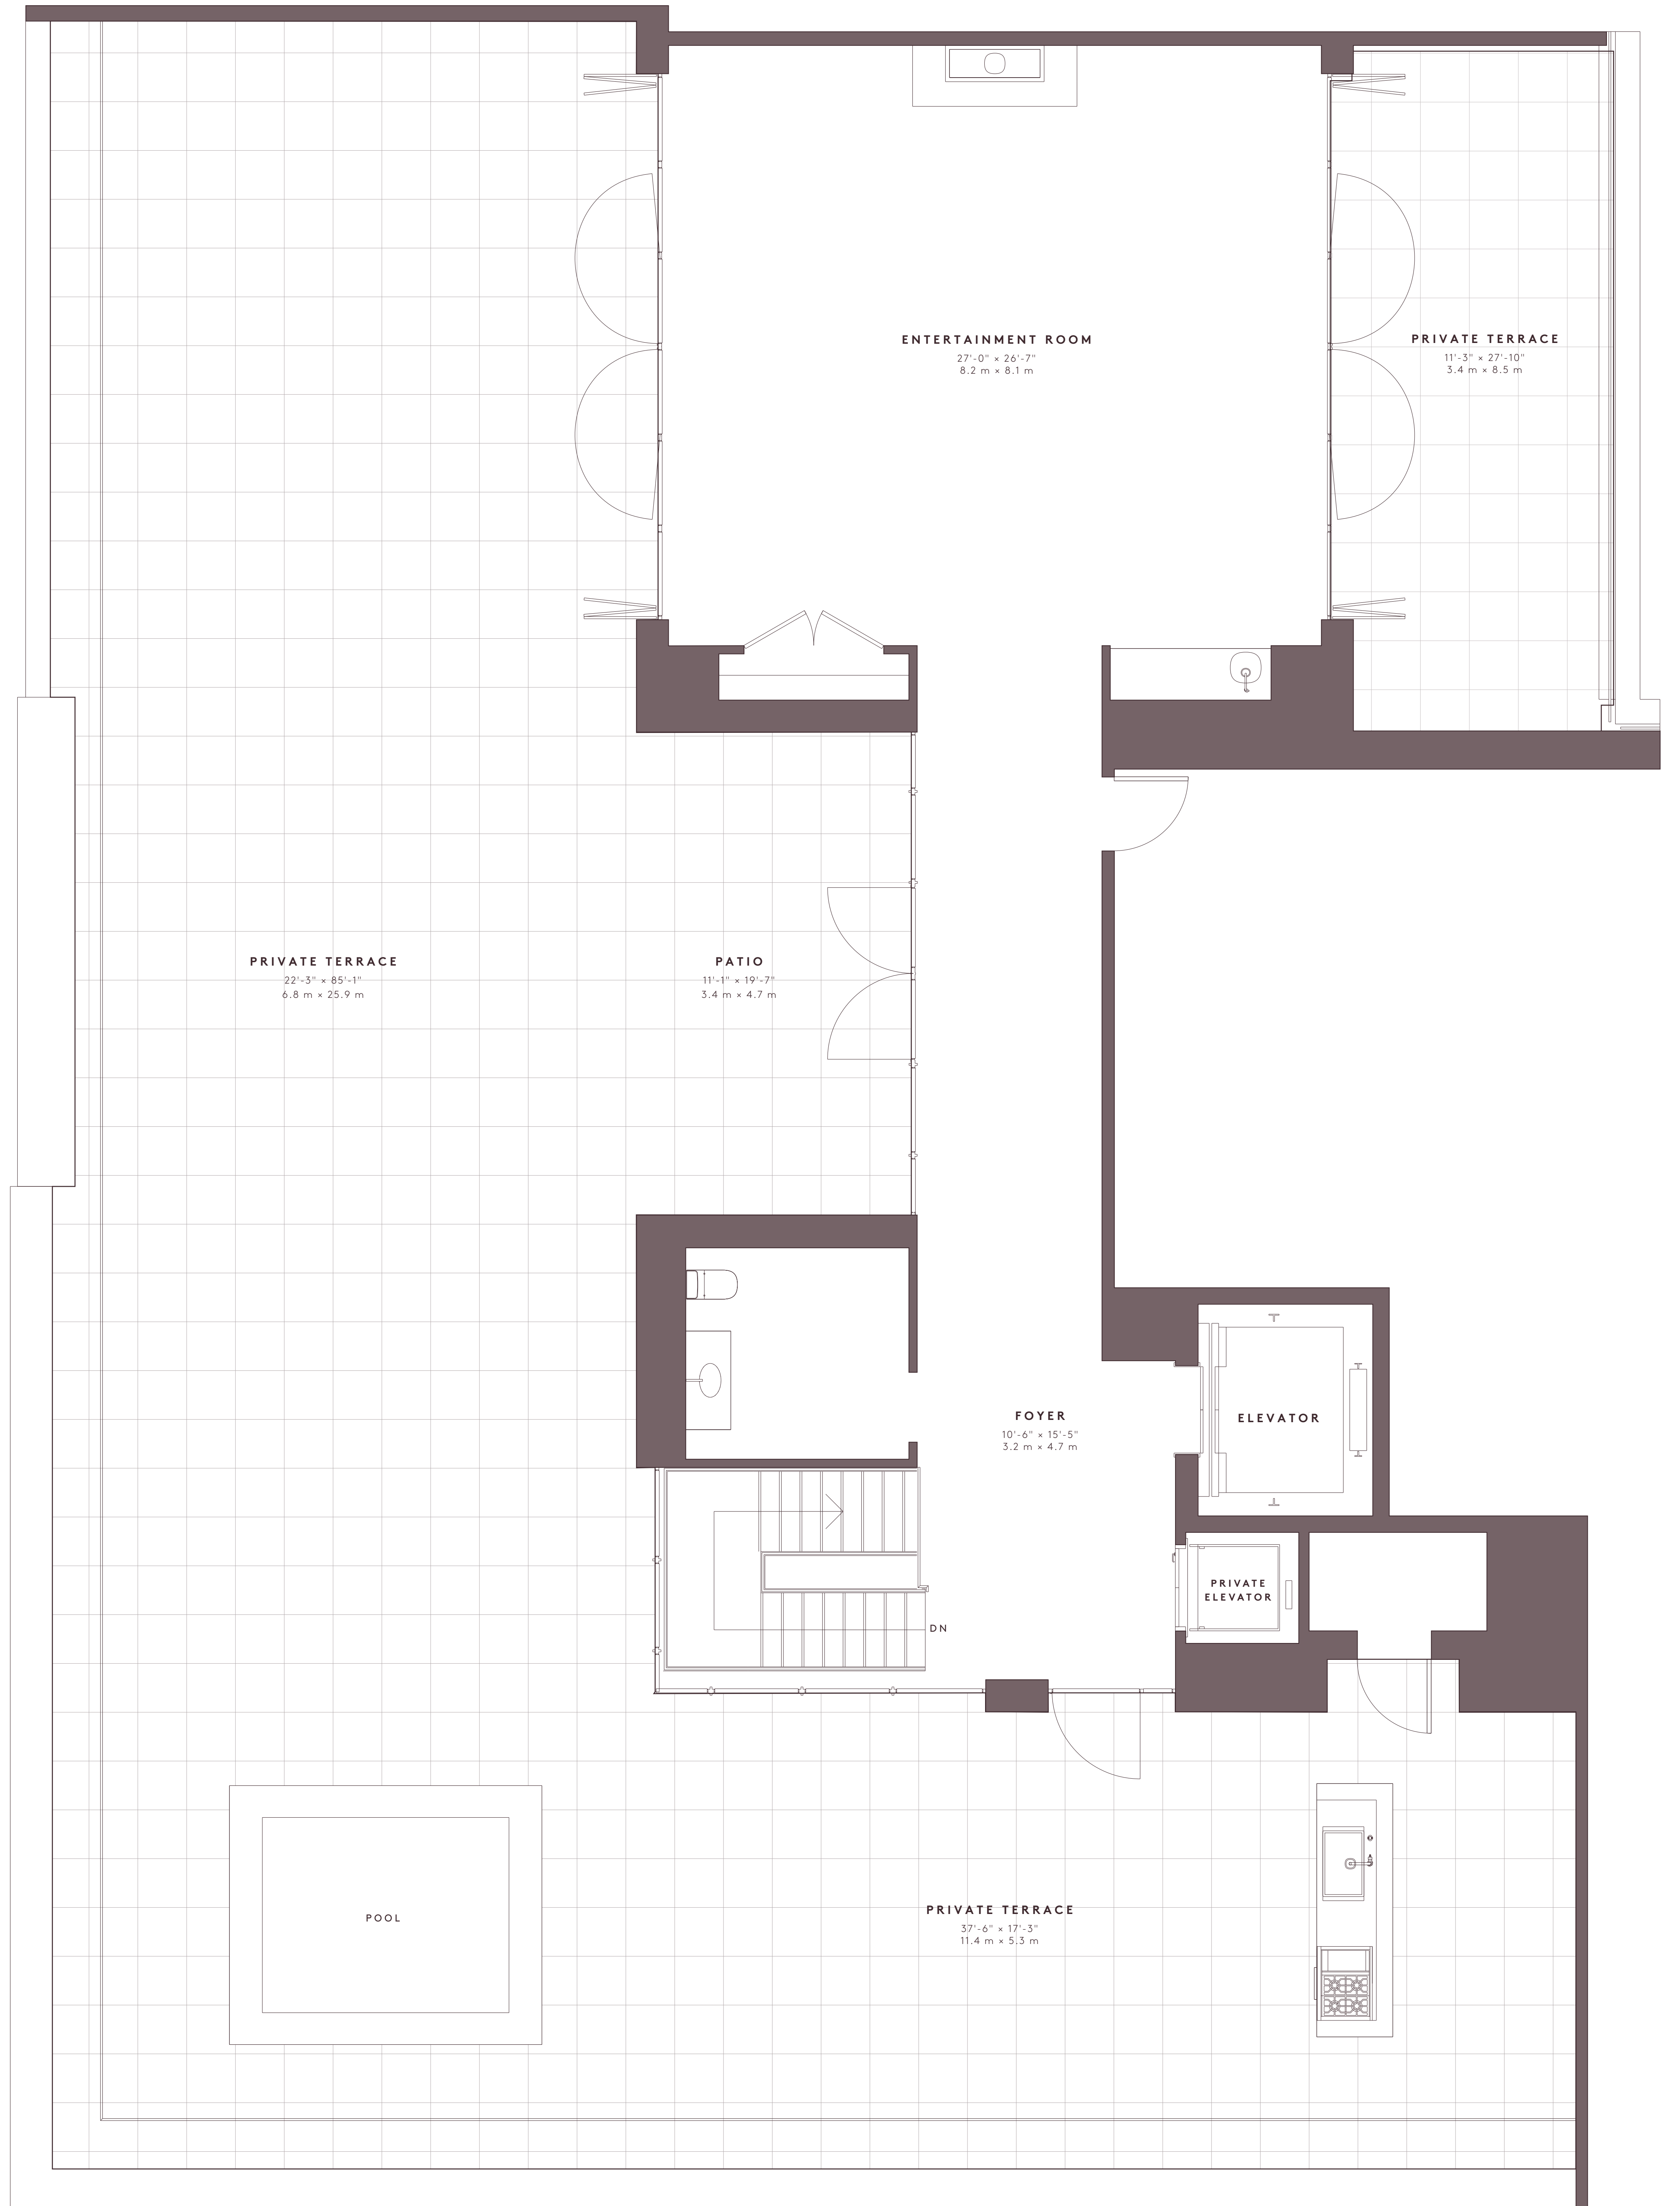 ENTERTAINMENT ROOM
27'-0" × 26'-7"
8.2 m × 8.1 m
PRIVATE TERRACE
11'-3" × 27'-10"
3.4 m × 8.5 m
PRIVATE TERRACE
22'-3" × 85'-1"
6.8 m × 25.9 m
PATIO
11'-1" × 19'-7"
3.4 m × 4.7 m
FOYER
10'-6" × 15'-5"
3.2 m × 4.7 m
ELEVATOR
PRIVATE
ELEVATOR
DN
POOL
PRIVATE TERRACE
37'-6" × 17'-3"
11.4 m × 5.3 m